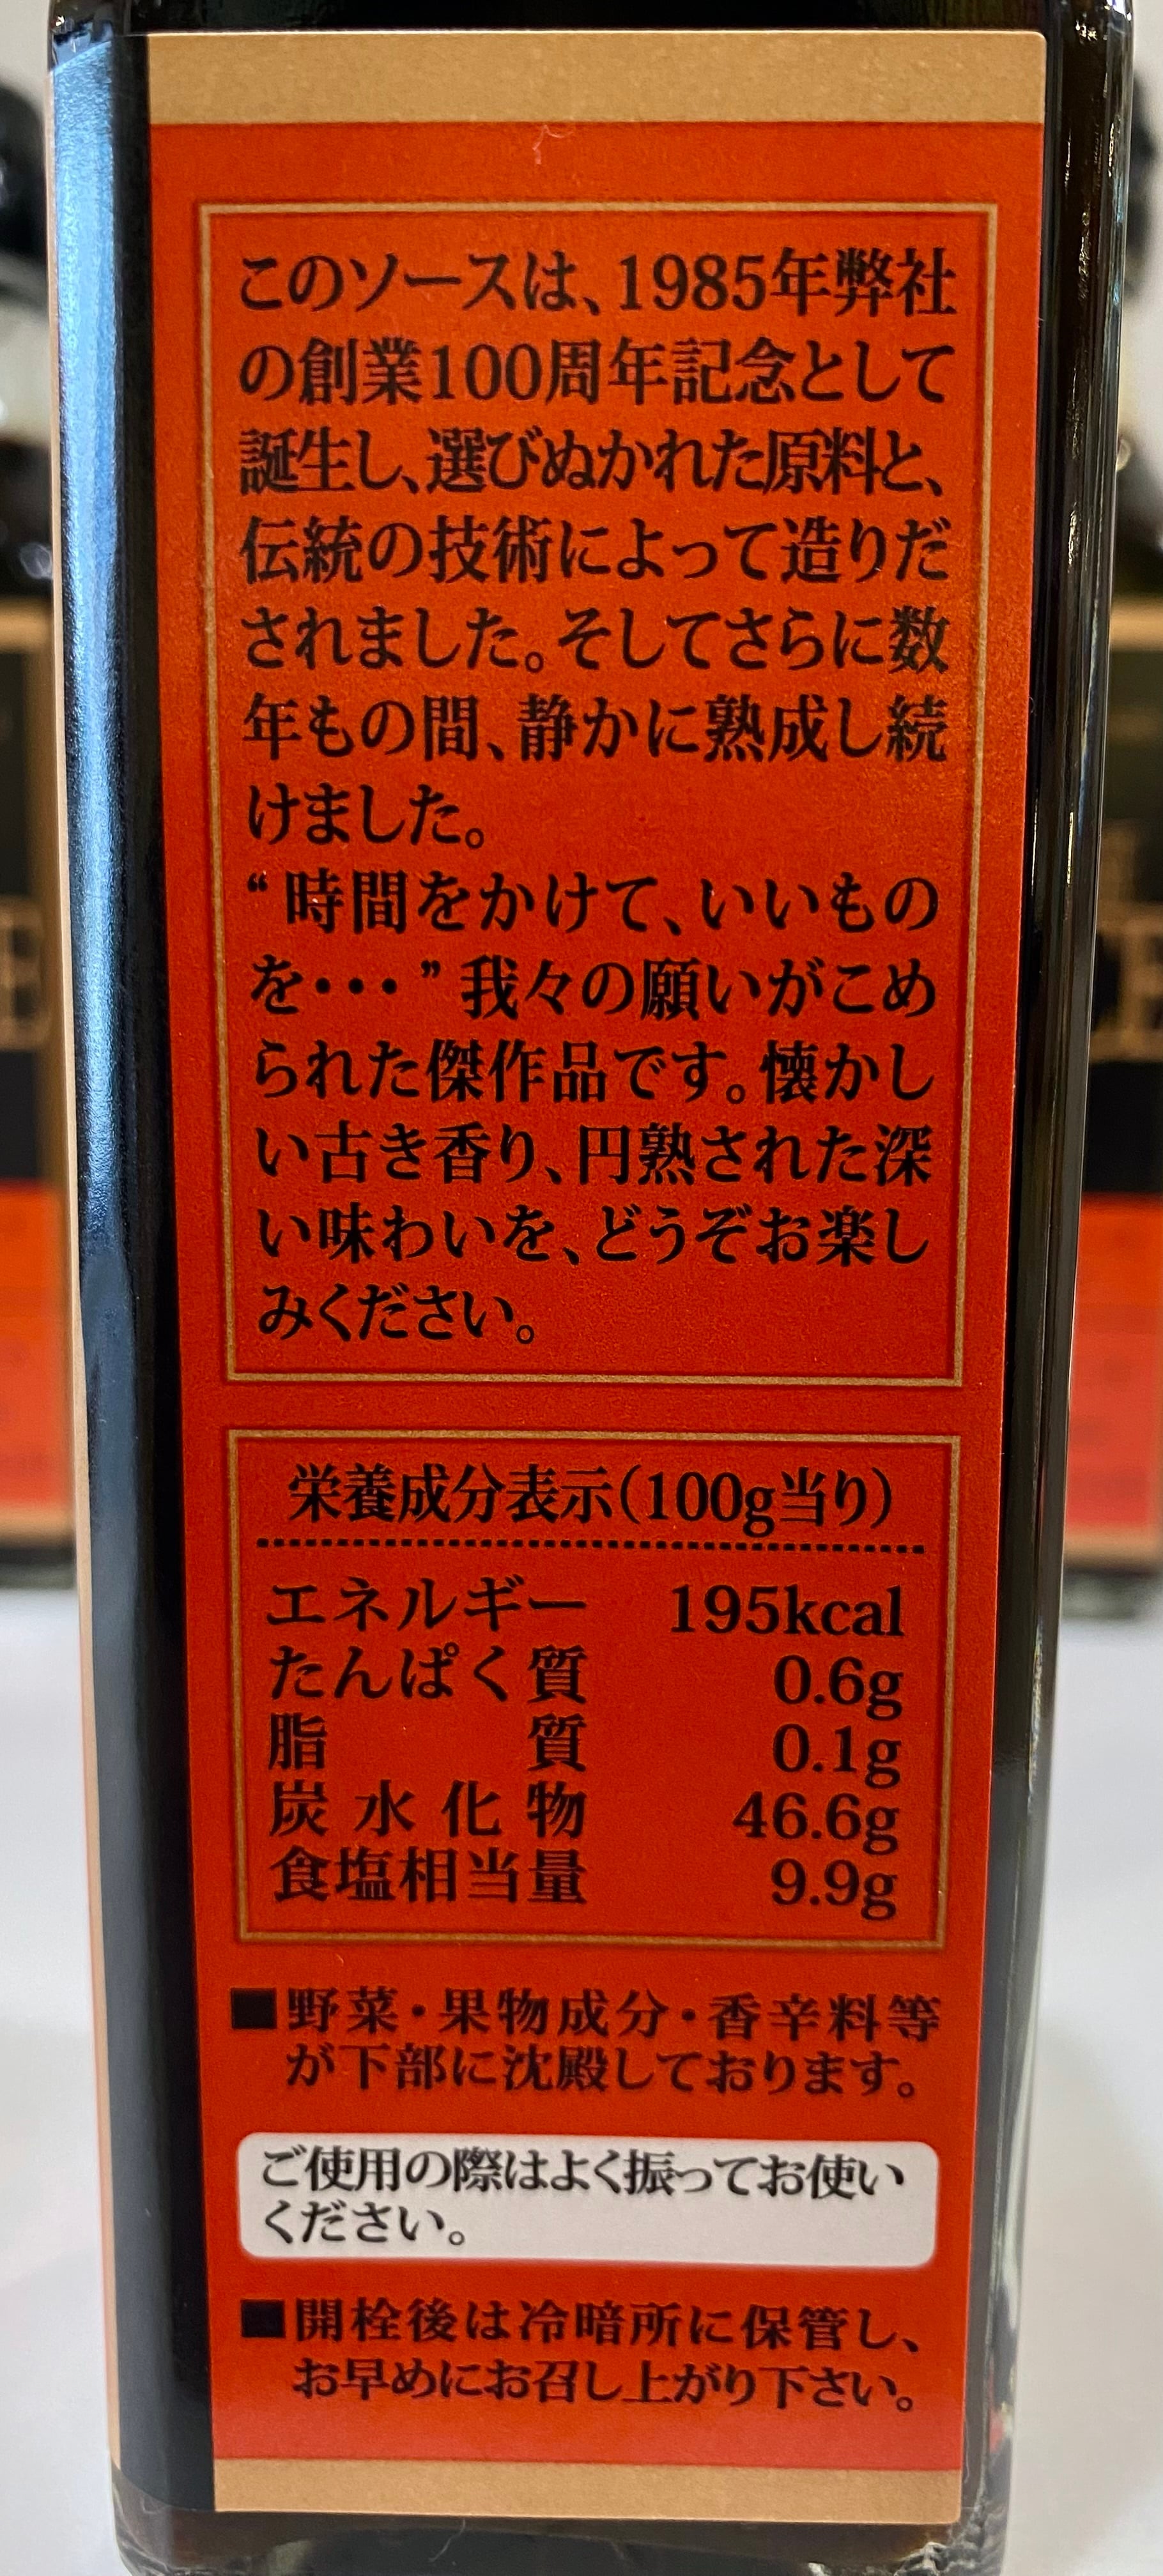 このソースは、1985年弊社
の創業100周年記念として
誕生し、選びぬかれた原料と、
伝統の技術によって造りだ
されました。そしてさらに数
年もの間、静かに熟成し続
けました。
“時間をかけて、いいもの
を・・・”我々の願いがこめ
られた傑作品です。懐かし
い古き香り、円熟された深
い味わいを、どうぞお楽し
みください。
栄養成分表示(100g当り)
エネルギー 195kcal
たんぱく質 0.6g
脂質 0.1g
炭水化物 46.6g
食塩相当量 9.9g
■野菜・果物成分・香辛料等
が下部に沈殿しております。
ご使用の際はよく振ってお使い
ください。
■開栓後は冷暗所に保管し、
お早めにお召し上がり下さい。